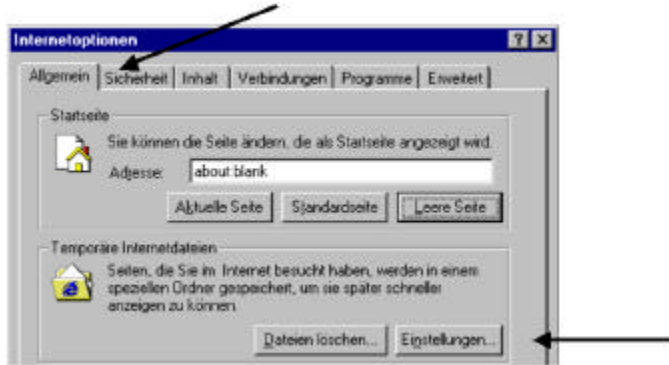 Internetoptionen
Allgemein Sicherheit Inhalt Verbindungen Programme Erweitert
Startseite
Sie können die Seite ändern, die als Startseite angezeigt wird.
Adresse: about:blank
Aktuelle Seite Standardseite Leere Seite
Temporäre Internetdateien
Seiten, die Sie im Internet besucht haben, werden in einem
speziellen Ordner gespeichert, um sie später schneller
anzeigen zu können.
Dateien löschen... Einstellungen...